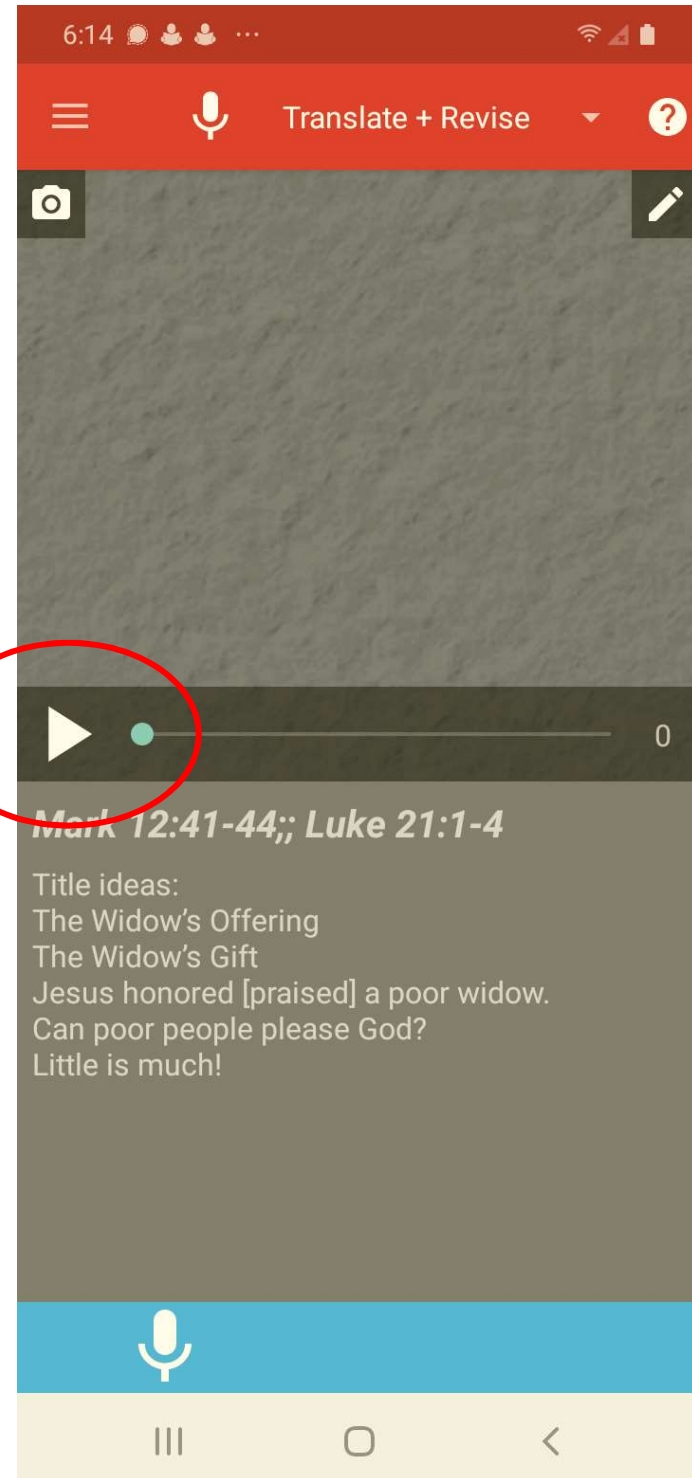 6:14
Translate + Revise
0
Mark 12:41-44;; Luke 21:1-4
Title ideas:
The Widow’s Offering
The Widow’s Gift
Jesus honored [praised] a poor widow.
Can poor people please God?
Little is much!